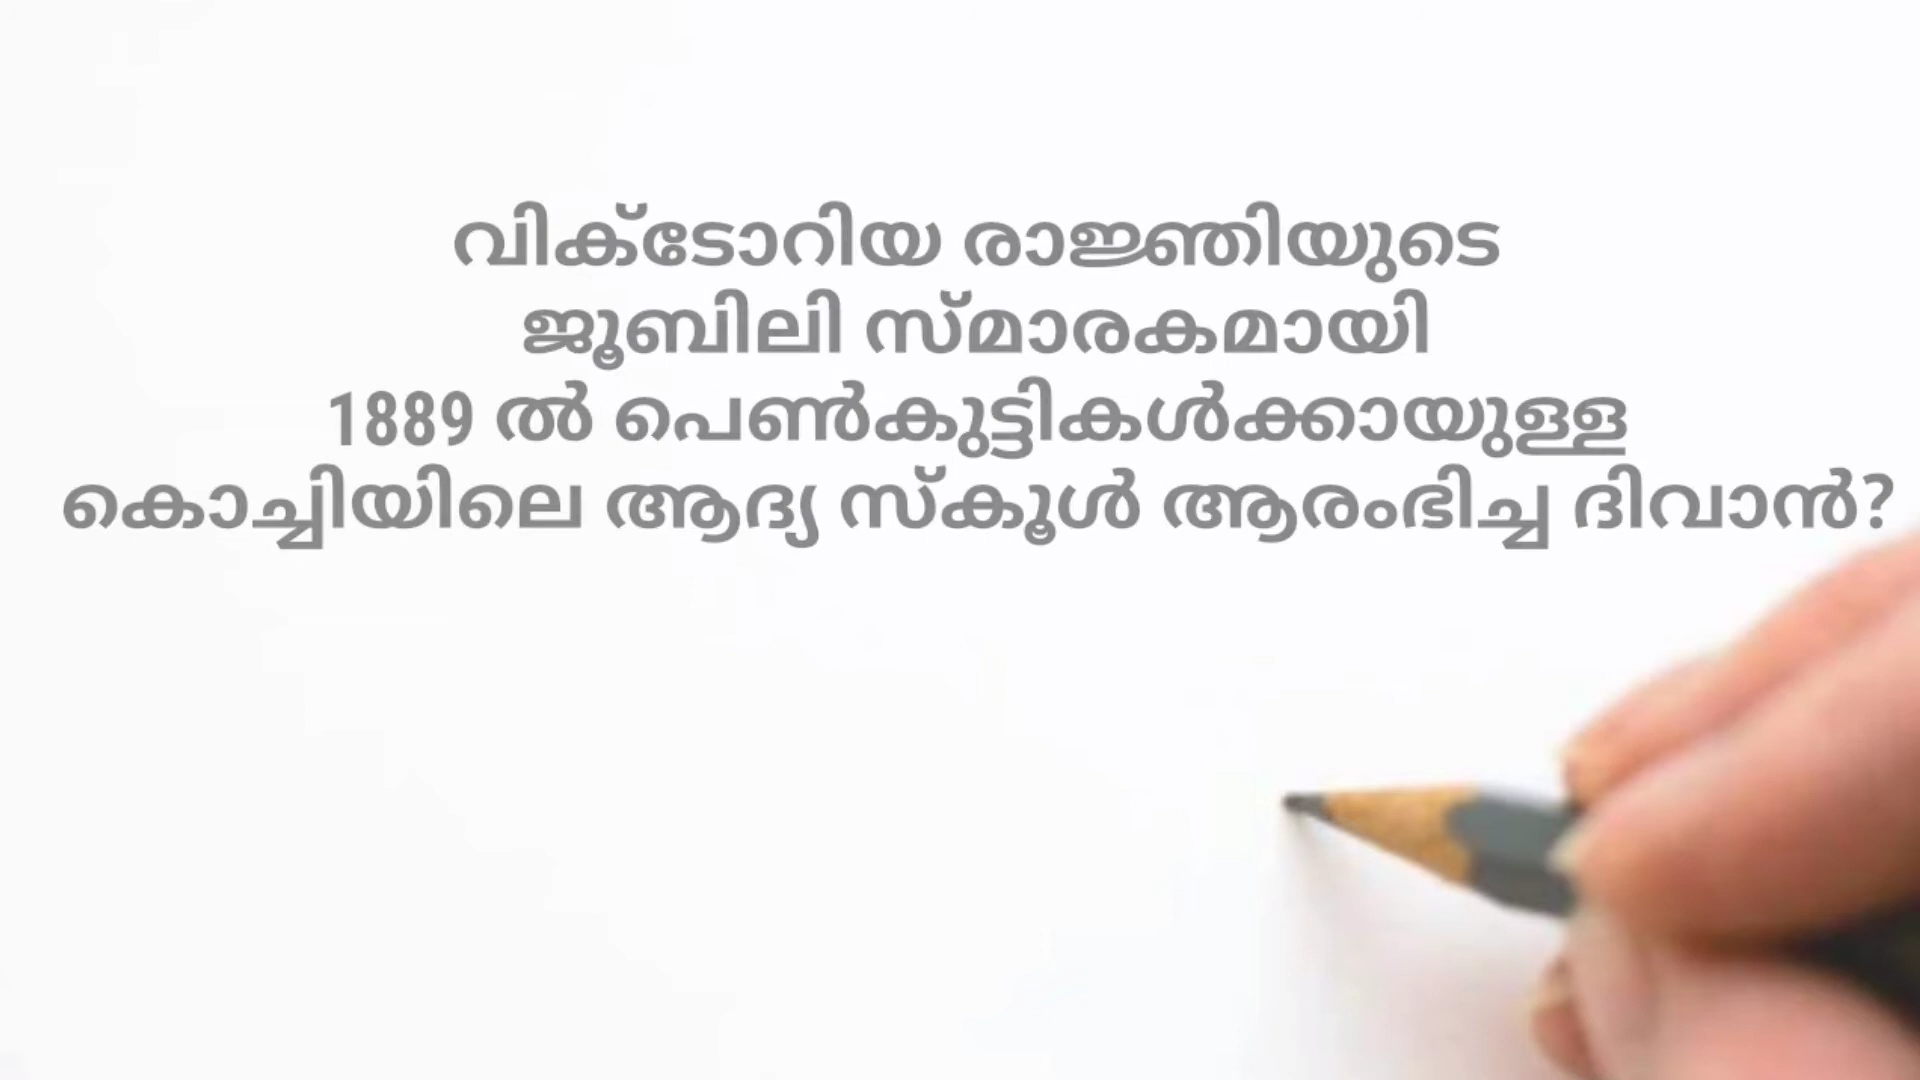 വിക്ടോറിയ രാജ്ഞിയുടെ
ജൂബിലി സ്മാരകമായി
1889 ൽ പെൺകുട്ടികൾക്കായുള്ള
കൊച്ചിയിലെ ആദ്യ സ്കൂൾ ആരംഭിച്ച ദിവാൻ?